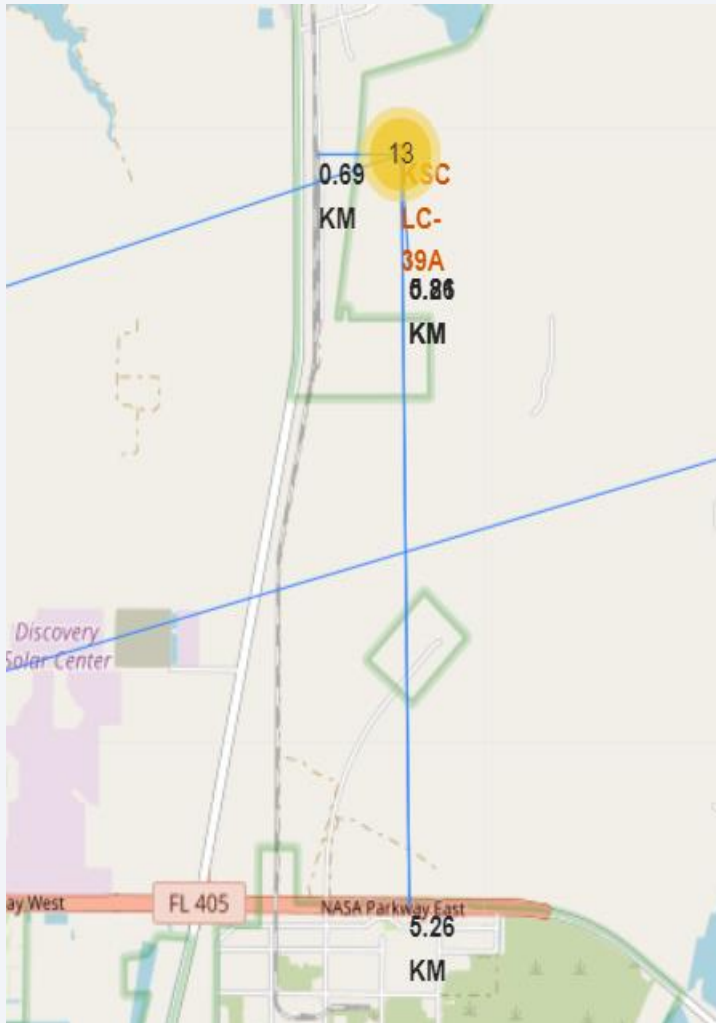 13
0.69
KM
KSC
LC-
39A
KM
Discovery
Solar Center
ay West
FL 405
NASA Parkway East
5.26
KM